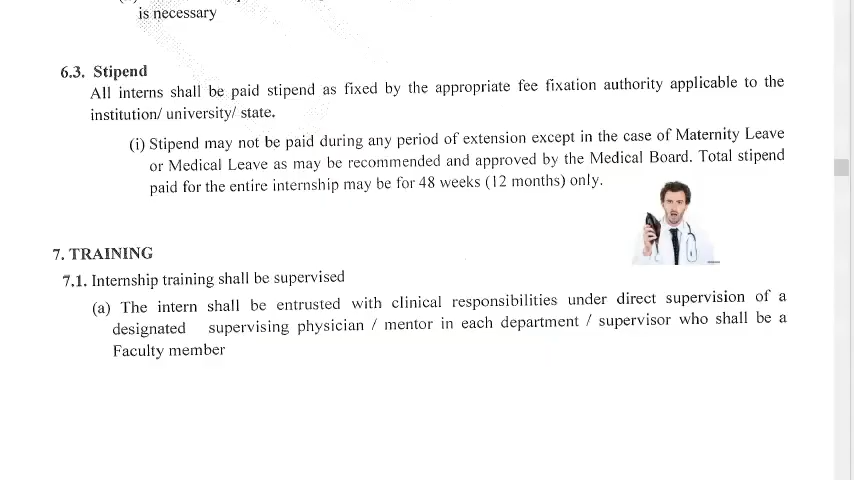 is necessary
6.3. Stipend
All interns shall be paid stipend as fixed by the appropriate fee fixation authority applicable to the
institution/ university/ state.
(i) Stipend may not be paid during any period of extension except in the case of Maternity Leave
or Medical Leave as may be recommended and approved by the Medical Board. Total stipend
paid for the entire internship may be for 48 weeks (12 months) only.
7. TRAINING
7.1. Internship training shall be supervised
(a) The intern shall be entrusted with clinical responsibilities under direct supervision of a
designated supervising physician / mentor in each department / supervisor who shall be a
Faculty member